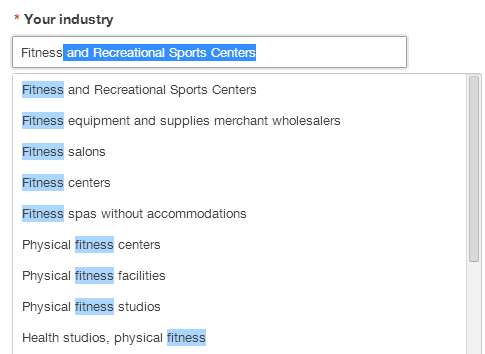 * Your industry
Fitness and Recreational Sports Centers
Fitness and Recreational Sports Centers
Fitness equipment and supplies merchant wholesalers
Fitness salons
Fitness centers
Fitness spas without accommodations
Physical fitness centers
Physical fitness facilities
Physical fitness studios
Health studios, physical fitness